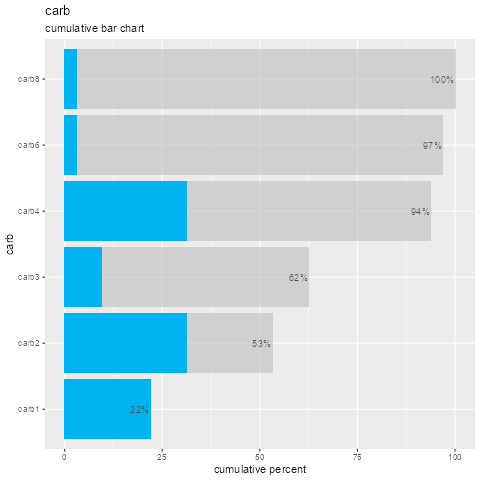 carb
cumulative bar chart
carb8
100%
carb6
97%
carb4
94%
carb3
62%
carb2
53%
carb1
22%
carb
0 25 50 75 100
cumulative percent